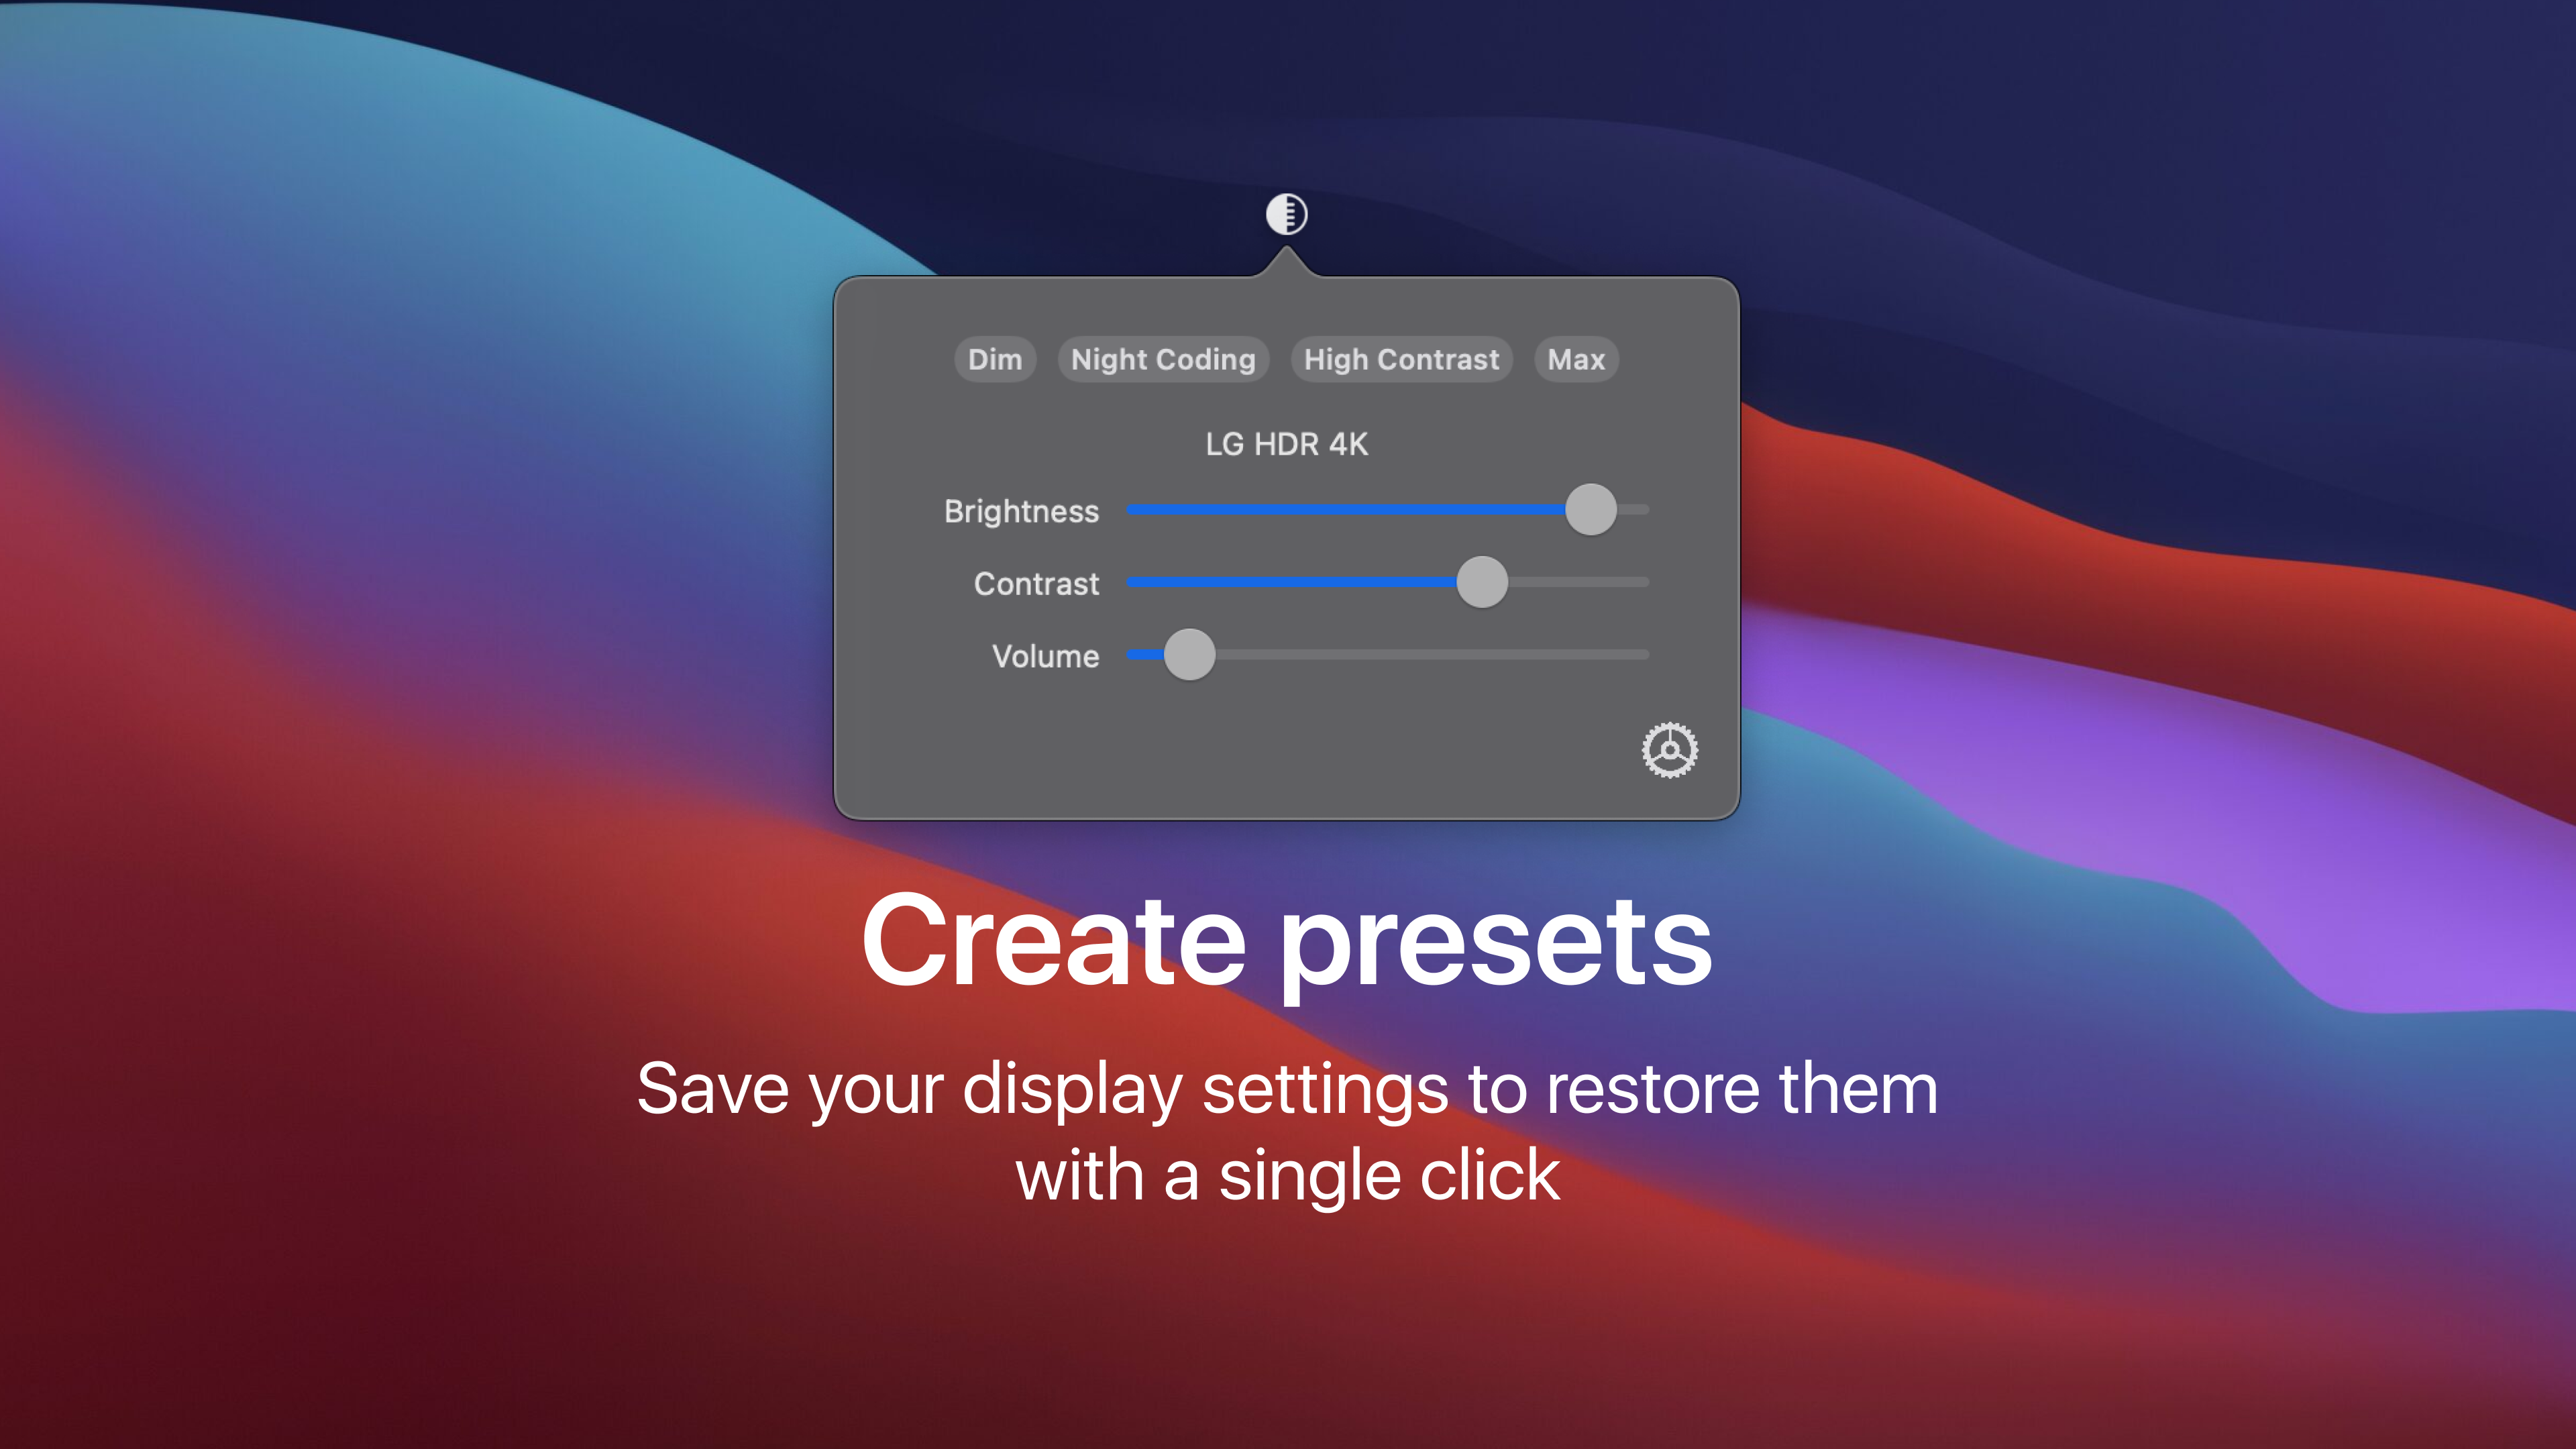 Dim Night Coding High Contrast Max
LG HDR 4K
Brightness
Contrast
Volume
Create presets
Save your display settings to restore them
with a single click